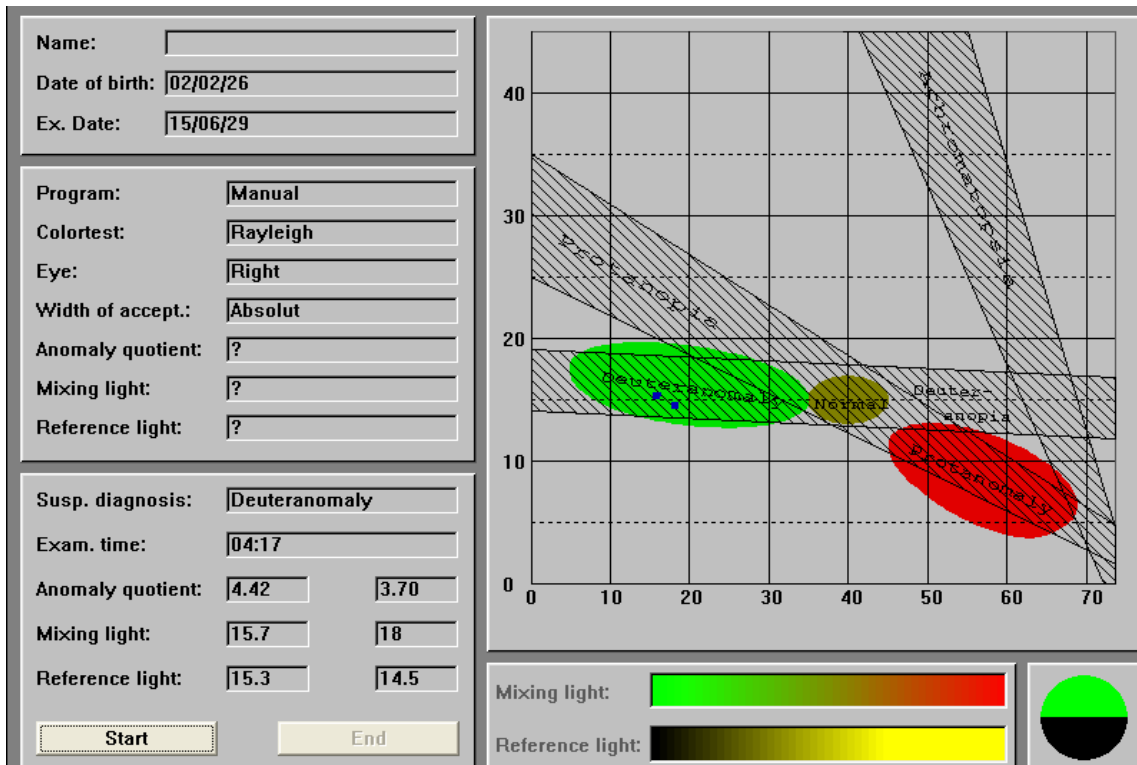 Name:
Date of birth: 02/02/26
Ex. Date: 15/06/29
Program: Manual
Colortest: Rayleigh
Eye: Right
Width of accept.: Absolut
Anomaly quotient: ?
Mixing light: ?
Reference light: ?
Susp. diagnosis: Deuteranomaly
Exam. time: 04:17
Anomaly quotient: 4.42 3.70
Mixing light: 15.7 18
Reference light: 15.3 14.5
Start End
40
30
20
10
0
0 10 20 30 40 50 60 70
Achromatopsia
protanopia
Deuteranomaly
Normal
Deuter-
anopia
protanomaly
Mixing light:
Reference light: